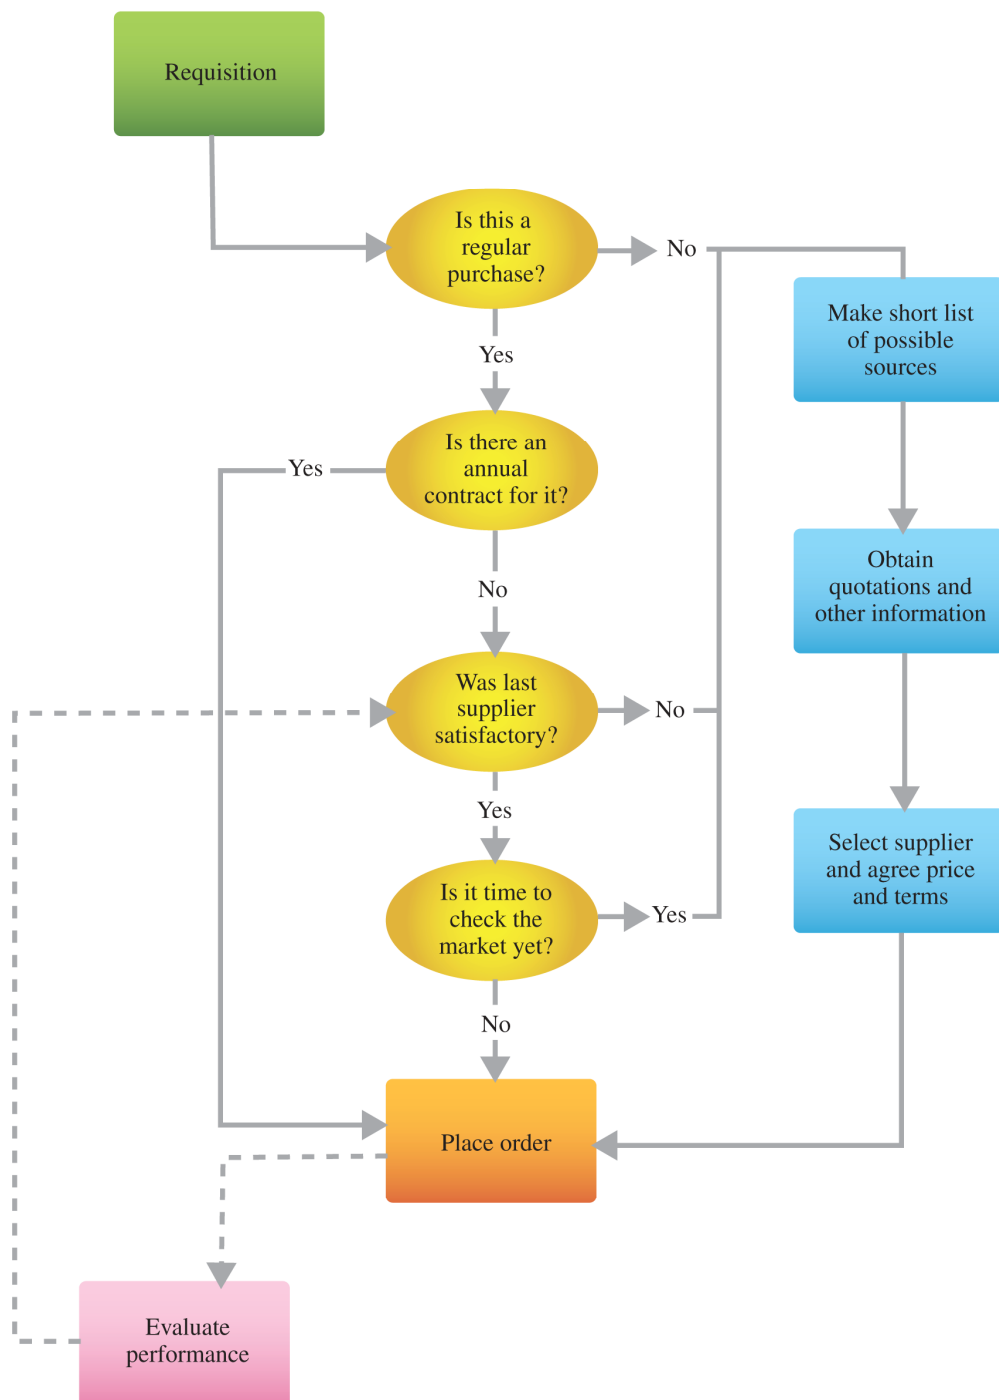 Requisition
Is this a
regular
purchase?
No
Make short list
of possible
sources
Yes
Is there an
annual
contract for it?
Yes
No
Obtain
quotations and
other information
Was last
supplier
satisfactory?
No
Yes
Select supplier
and agree price
and terms
Is it time to
check the
market yet?
Yes
No
Place order
Evaluate
performance